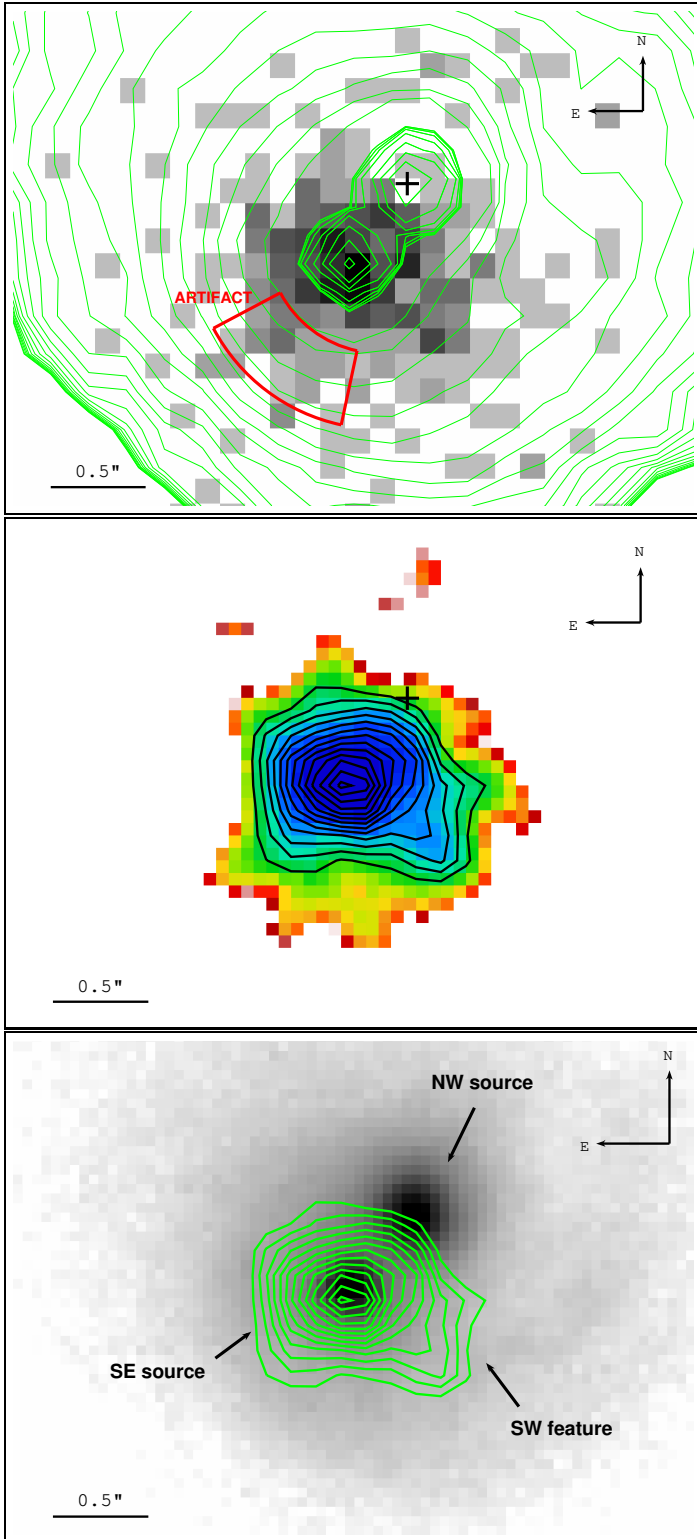 N
E
ARTIFACT
0.5"
N
E
0.5"
N
NW source
E
SE source
SW feature
0.5"